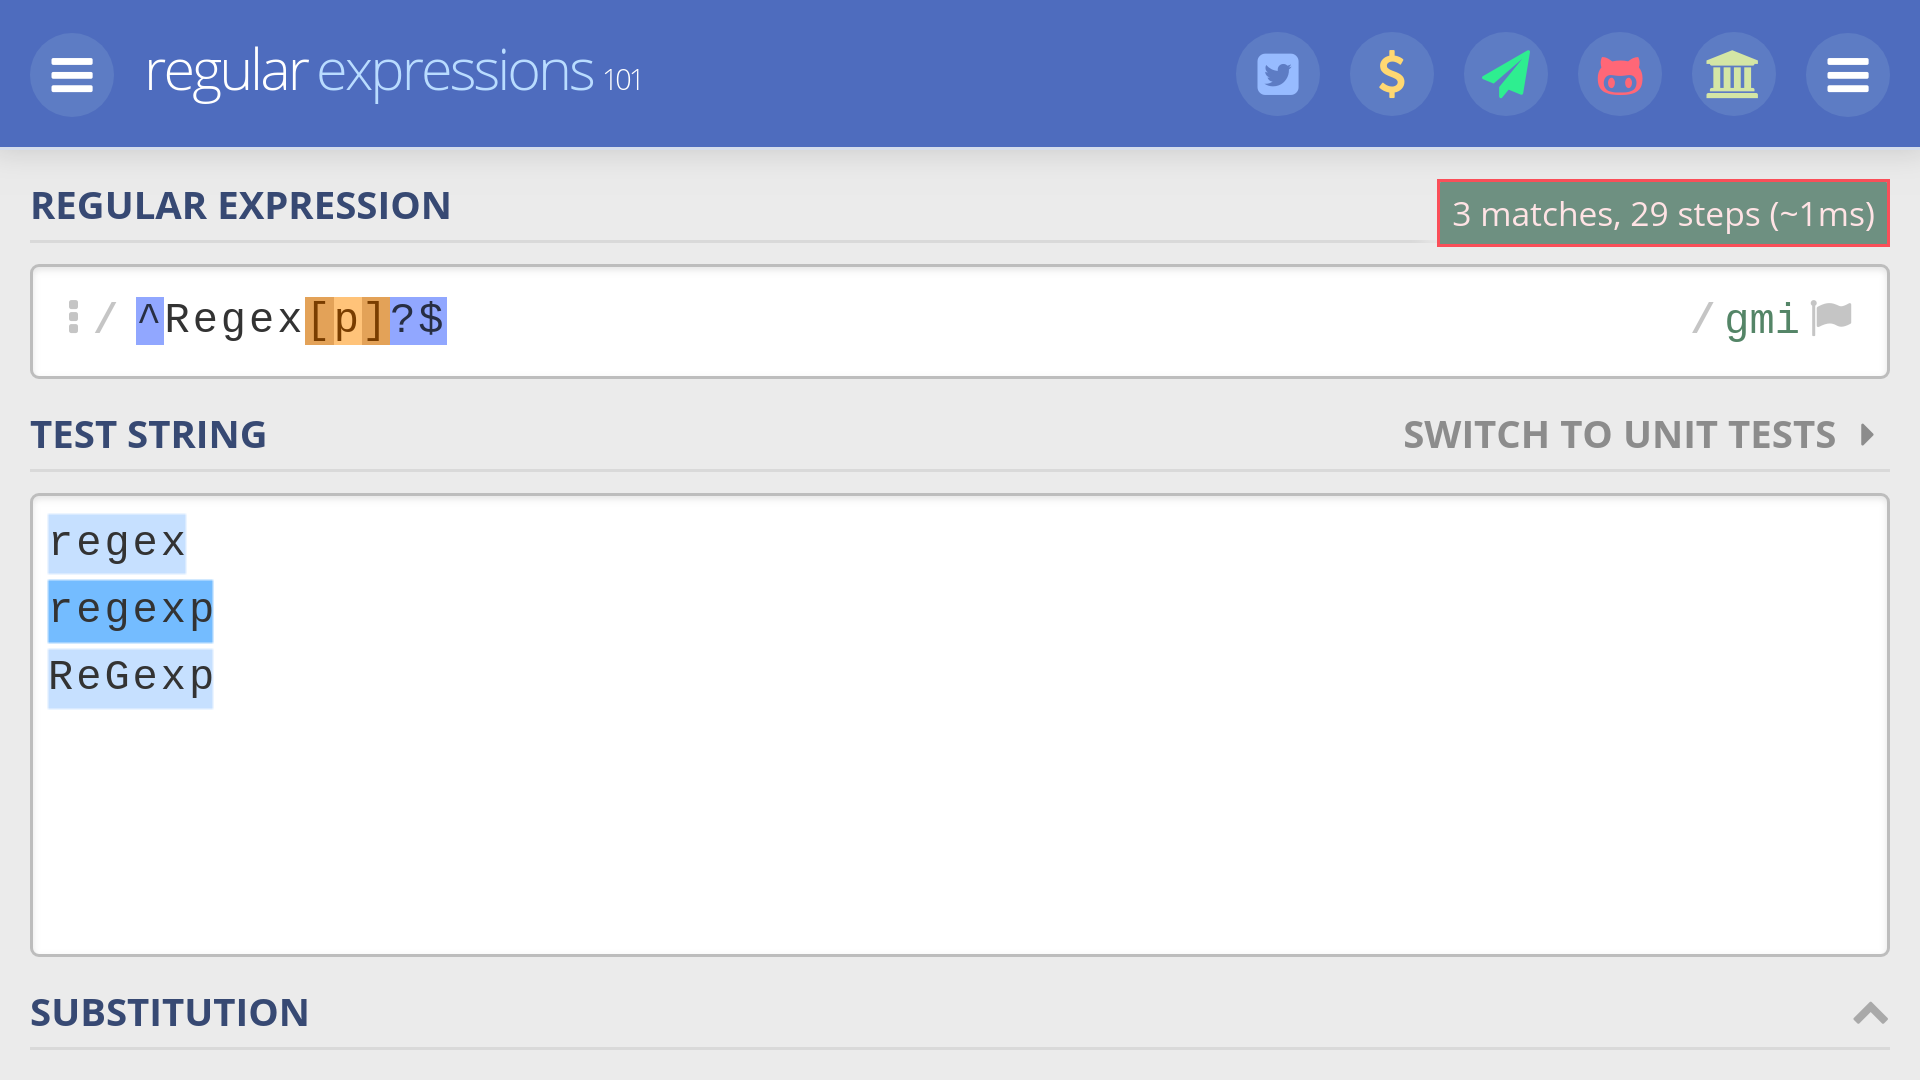 regular expressions 101
REGULAR EXPRESSION
3 matches, 29 steps (~1ms)
/ ^Regex[p]?$ / gmi
TEST STRING
SWITCH TO UNIT TESTS
regex
regexp
ReGexp
SUBSTITUTION